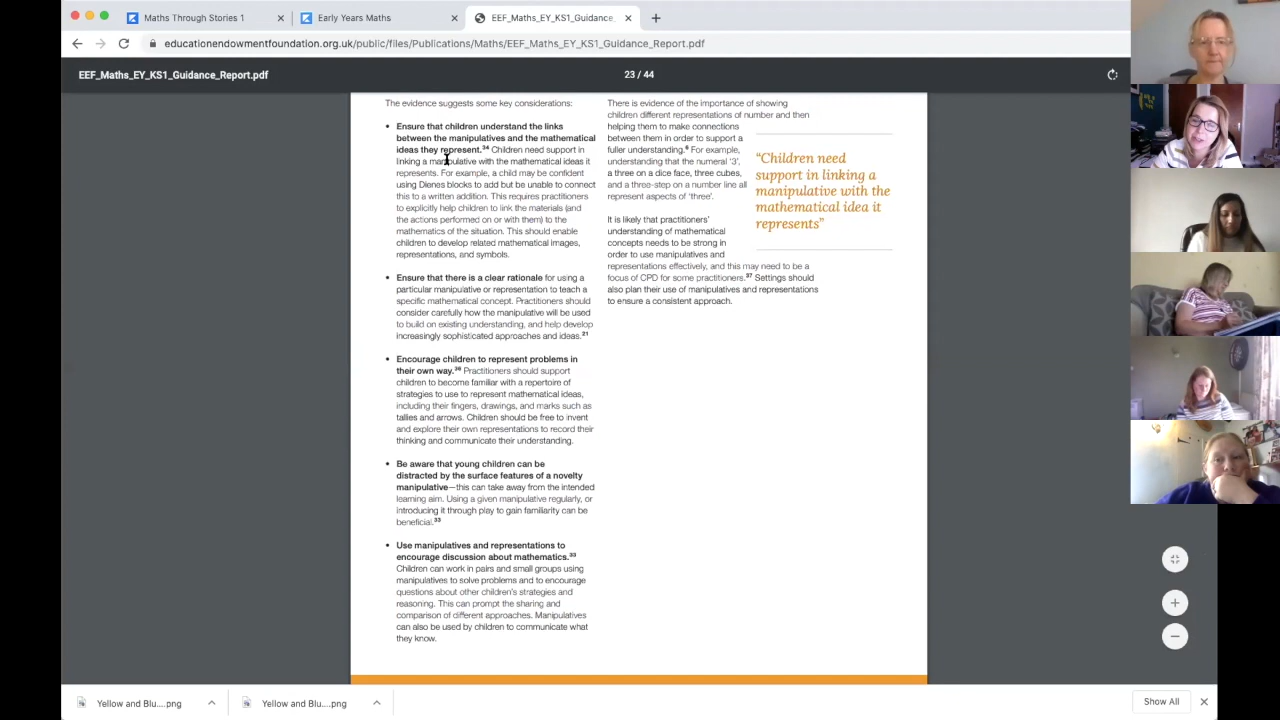 Maths Through Stories 1
Early Years Maths
EEF_Maths_EY_KS1_Guidance_
educationendowmentfoundation.org.uk/public/files/Publications/Maths/EEF_Maths_EY_KS1_Guidance_Report.pdf
EEF_Maths_EY_KS1_Guidance_Report.pdf
23 / 44
The evidence suggests some key considerations:
• Ensure that children understand the links
between the manipulatives and the mathematical
ideas they represent.34 Children need support in
linking a manipulative with the mathematical ideas it
represents. For example, a child may be confident
using Dienes blocks to add but be unable to connect
this to a written addition. This requires practitioners
to explicitly help children to link the materials (and
the actions performed on or with them) to the
mathematics of the situation. This should enable
children to develop related mathematical images,
representations, and symbols.
• Ensure that there is a clear rationale for using a
particular manipulative or representation to teach a
specific mathematical concept. Practitioners should
consider carefully how the manipulative will be used
to build on existing understanding, and help develop
increasingly sophisticated approaches and ideas.21
• Encourage children to represent problems in
their own way.36 Practitioners should support
children to become familiar with a repertoire of
strategies to use to represent mathematical ideas,
including their fingers, drawings, and marks such as
tallies and arrows. Children should be free to invent
and explore their own representations to record their
thinking and communicate their understanding.
• Be aware that young children can be
distracted by the surface features of a novelty
manipulative—this can take away from the intended
learning aim. Using a given manipulative regularly, or
introducing it through play to gain familiarity can be
beneficial.33
• Use manipulatives and representations to
encourage discussion about mathematics.33
Children can work in pairs and small groups using
manipulatives to solve problems and to encourage
questions about other children's strategies and
reasoning. This can prompt the sharing and
comparison of different approaches. Manipulatives
can also be used by children to communicate what
they know.
There is evidence of the importance of showing
children different representations of number and then
helping them to make connections
between them in order to support a
fuller understanding.6 For example,
understanding that the numeral '3',
a three on a dice face, three cubes,
and a three-step on a number line all
represent aspects of 'three'.
It is likely that practitioners'
understanding of mathematical
concepts needs to be strong in
order to use manipulatives and
representations effectively, and this may need to be a
focus of CPD for some practitioners.37 Settings should
also plan their use of manipulatives and representations
to ensure a consistent approach.
“Children need
support in linking a
manipulative with the
mathematical idea it
represents”
Yellow and Blu....png
Yellow and Blu....png
Show All